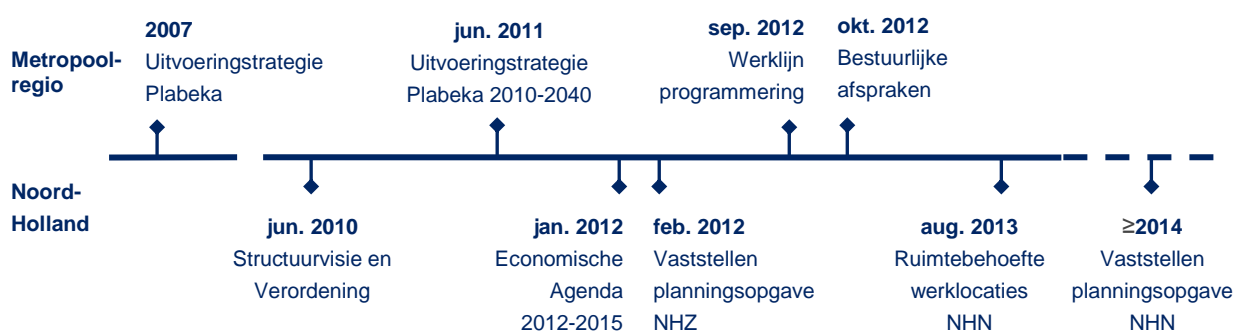 Metropool-
regio
2007
Uitvoeringstrategie
Plabeka
jun. 2011
Uitvoeringstrategie
Plabeka 2010-2040
sep. 2012
Werklijn
programmering
okt. 2012
Bestuurlijke
afspraken
Noord-
Holland
jun. 2010
Structuurvisie en
Verordening
jan. 2012
Economische
Agenda
2012-2015
feb. 2012
Vaststellen
planningsopgave
NHZ
aug. 2013
Ruimtebehoefte
werklocaties
NHN
≥2014
Vaststellen
planningsopgave
NHN